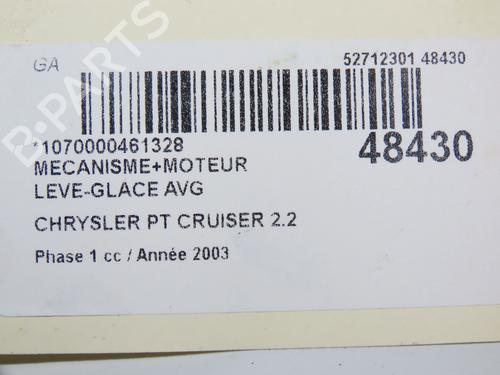 GA
52712301 48430
*1070000461328
48430
MECANISME+MOTEUR
LEVE-GLACE AVG
CHRYSLER PT CRUISER 2.2
Phase 1 cc / Année 2003
B-PARTS